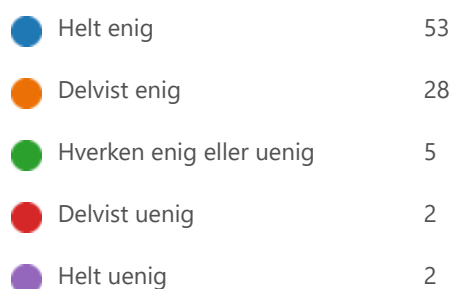 Helt enig 53
Delvist enig 28
Hverken enig eller uenig 5
Delvist uenig 2
Helt uenig 2